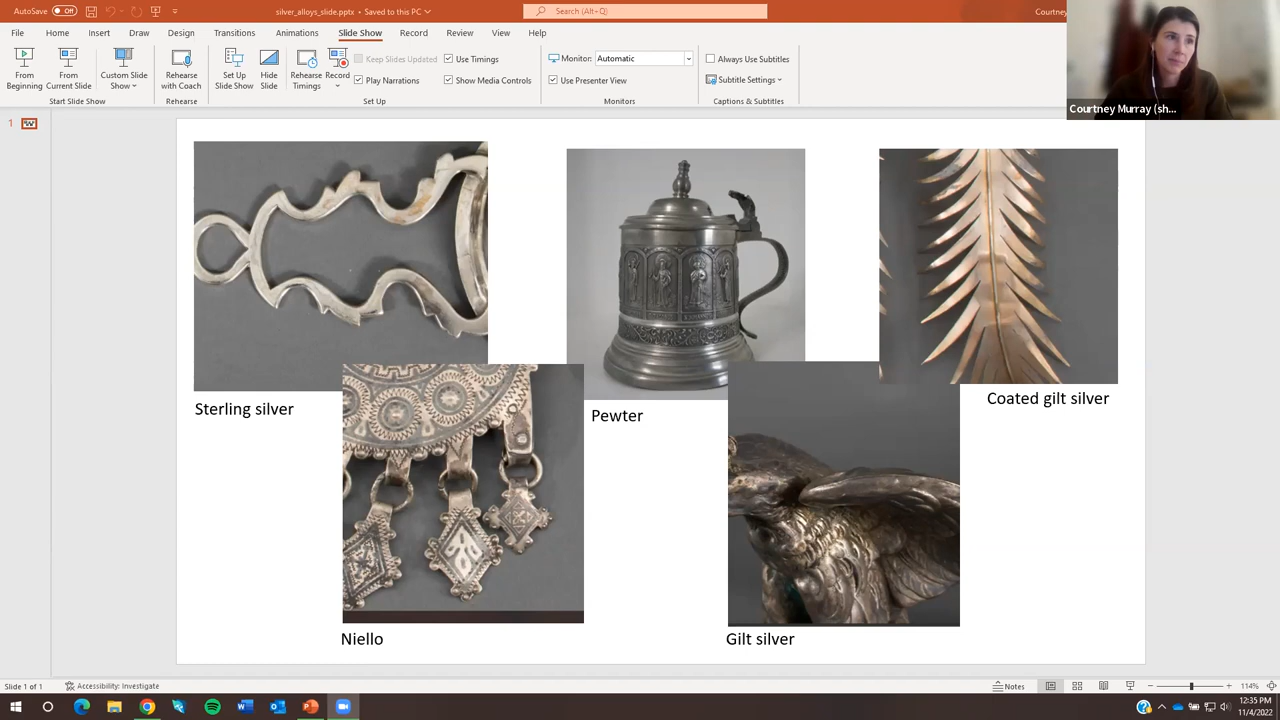 AutoSave Off silver_alloys_slide.pptx • Saved to this PC Search (Alt+Q) Courtney
File Home Insert Draw Design Transitions Animations Slide Show Record Review View Help
From Beginning
From Current Slide
Custom Slide Show
Start Slide Show
Rehearse with Coach
Rehearse
Set Up Slide Show
Hide Slide
Rehearse Timings
Record
Keep Slides Updated
Play Narrations
Use Timings
Show Media Controls
Set Up
Monitor: Automatic
Use Presenter View
Monitors
Always Use Subtitles
Subtitle Settings
Captions & Subtitles
Courtney Murray (sh...
1
Sterling silver
Pewter
Coated gilt silver
Niello
Gilt silver
Slide 1 of 1 Accessibility: Investigate Notes 114%
12:35 PM
11/4/2022